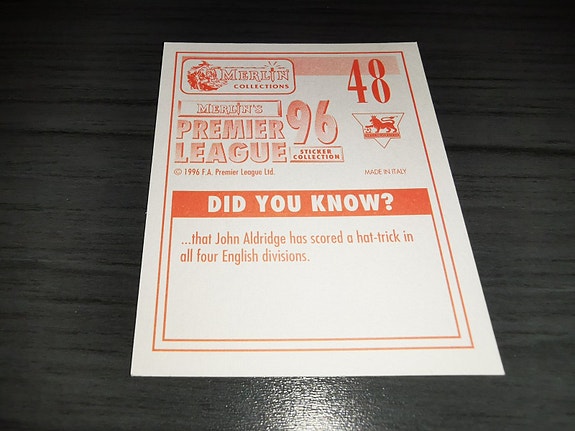 MERLIN
COLLECTIONS
48
MERLIN'S
PREMIER
LEAGUE
96
STICKER
COLLECTION
© 1996 F.A. Premier League Ltd.
MADE IN ITALY
DID YOU KNOW?
...that John Aldridge has scored a hat-trick in
all four English divisions.